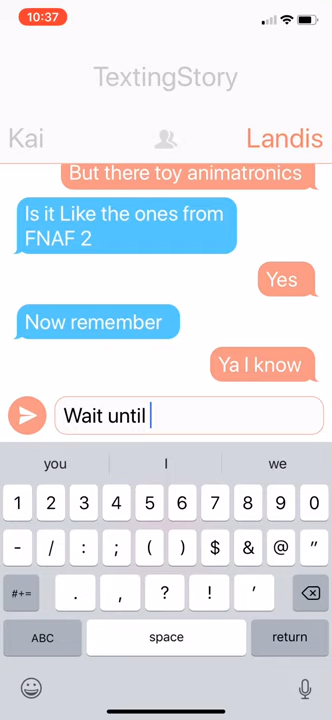 10:37
TextingStory
Kai
Landis
But there toy animatronics
Is it Like the ones from
FNAF 2
Yes
Now remember
Ya I know
Wait until
you I we
1 2 3 4 5 6 7 8 9 0
- / : ; ( ) $ & @ "
#+= . , ? ! '
ABC space return